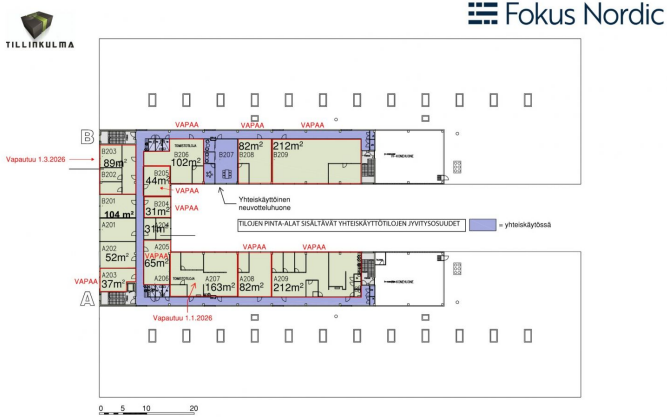 Fokus Nordic
TILLINKULMA
B
VAPAA
VAPAA
VAPAA
B203
89m²
Vapautuu 1.3.2026
B202
TOIMISTOTILOJA
B206
102m²
B207
82m²
B208
212m²
B209
B205
44m²
VAPAA
B201
104 m²
B204
31m²
VAPAA
Yhteiskäyttöinen
neuvotteluhuone
A201
A204
31m²
TILOJEN PINTA-ALAT SISÄLTÄVÄT YHTEISKÄYTTÖTILOJEN JYVITYSOSUUDET
= yhteiskäytössä
A202
52m²
A205
VAPAA
65m²
VAPAA
VAPAA
A203
37m²
VAPAA
A206
TOIMISTOTILOJA
A207
163m²
A208
82m²
A209
212m²
A
Vapautuu 1.1.2026
0 5 10 20